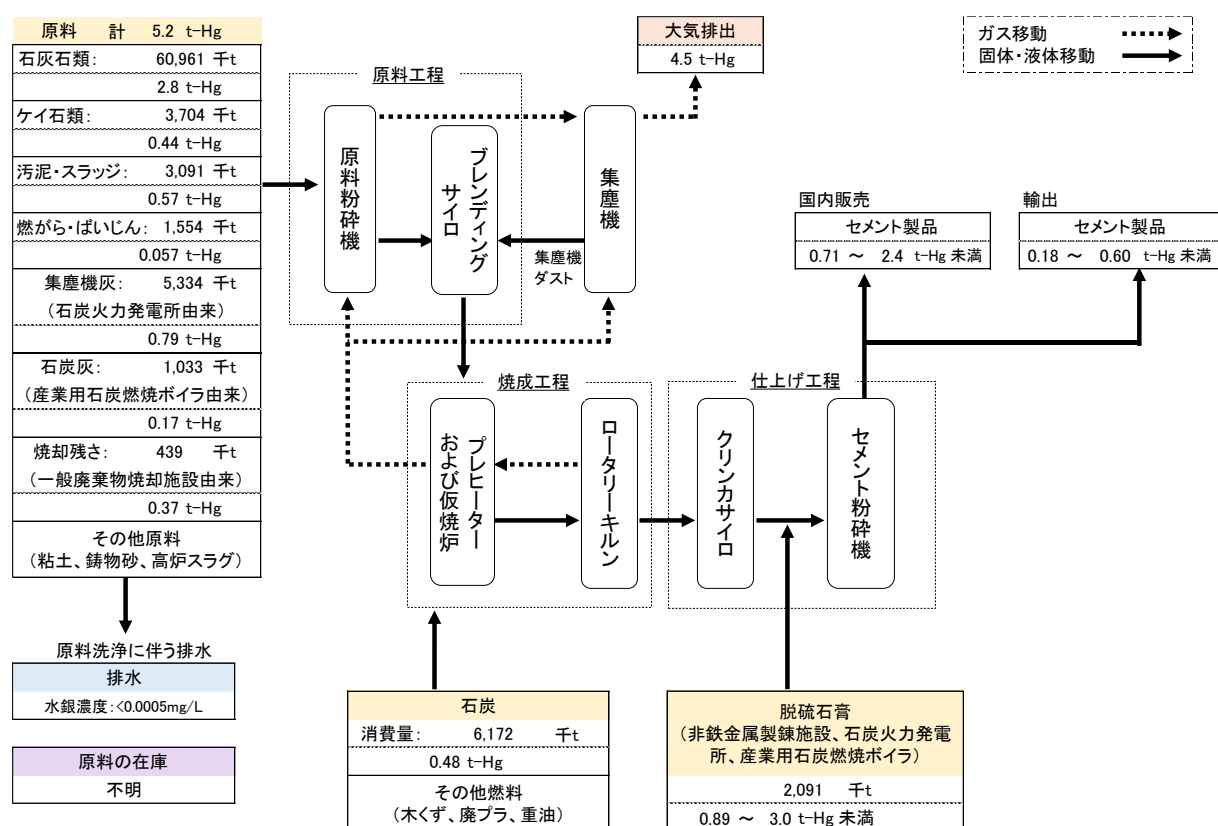 原料 計 5.2 t-Hg
石灰石類: 60,961 千t
2.8 t-Hg
ケイ石類: 3,704 千t
0.44 t-Hg
汚泥・スラッジ: 3,091 千t
0.57 t-Hg
燃がら・ばいじん: 1,554 千t
0.057 t-Hg
集塵機灰: 5,334 千t
(石炭火力発電所由来)
0.79 t-Hg
石炭灰: 1,033 千t
(産業用石炭燃焼ボイラ由来)
0.17 t-Hg
焼却残さ: 439 千t
(一般廃棄物焼却施設由来)
0.37 t-Hg
その他原料
(粘土、鋳物砂、高炉スラグ)
原料洗浄に伴う排水
排水
水銀濃度:<0.0005mg/L
原料の在庫
不明
原料工程
原料粉砕機
ブレンディング
サイロ
集塵機
集塵機
ダスト
大気排出
4.5 t-Hg
ガス移動
固体・液体移動
国内販売
セメント製品
0.71 ～ 2.4 t-Hg 未満
輸出
セメント製品
0.18 ～ 0.60 t-Hg 未満
焼成工程
プレヒーター
および仮焼炉
ロータリーキルン
仕上げ工程
クリンカサイロ
セメント粉砕機
石炭
消費量: 6,172 千t
0.48 t-Hg
その他燃料
(木くず、廃プラ、重油)
脱硫石膏
(非鉄金属製錬施設、石炭火力発電
所、産業用石炭燃焼ボイラ)
2,091 千t
0.89 ～ 3.0 t-Hg 未満